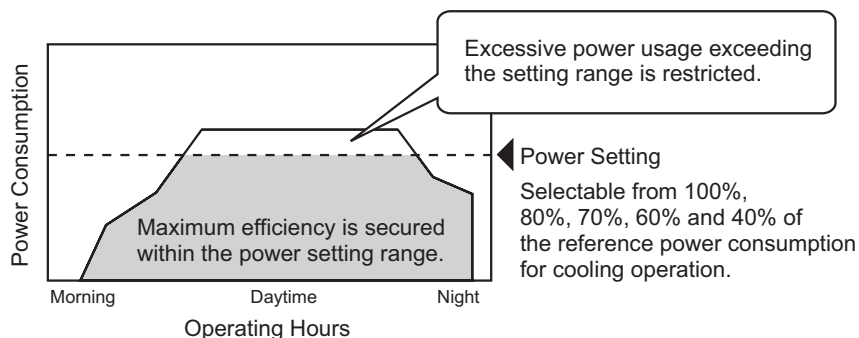 Excessive power usage exceeding
the setting range is restricted.
Power Consumption
Power Setting
Selectable from 100%,
80%, 70%, 60% and 40% of
the reference power consumption
for cooling operation.
Maximum efficiency is secured
within the power setting range.
Morning
Daytime
Night
Operating Hours